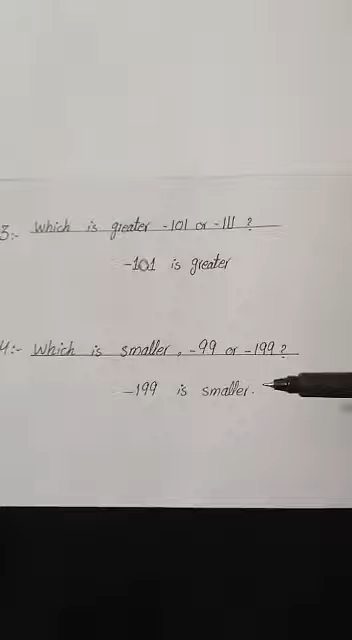 3:- Which is greater -101 or -111 ?
-101 is greater
4:- Which is smaller, -99 or -199 ?
-199 is smaller.